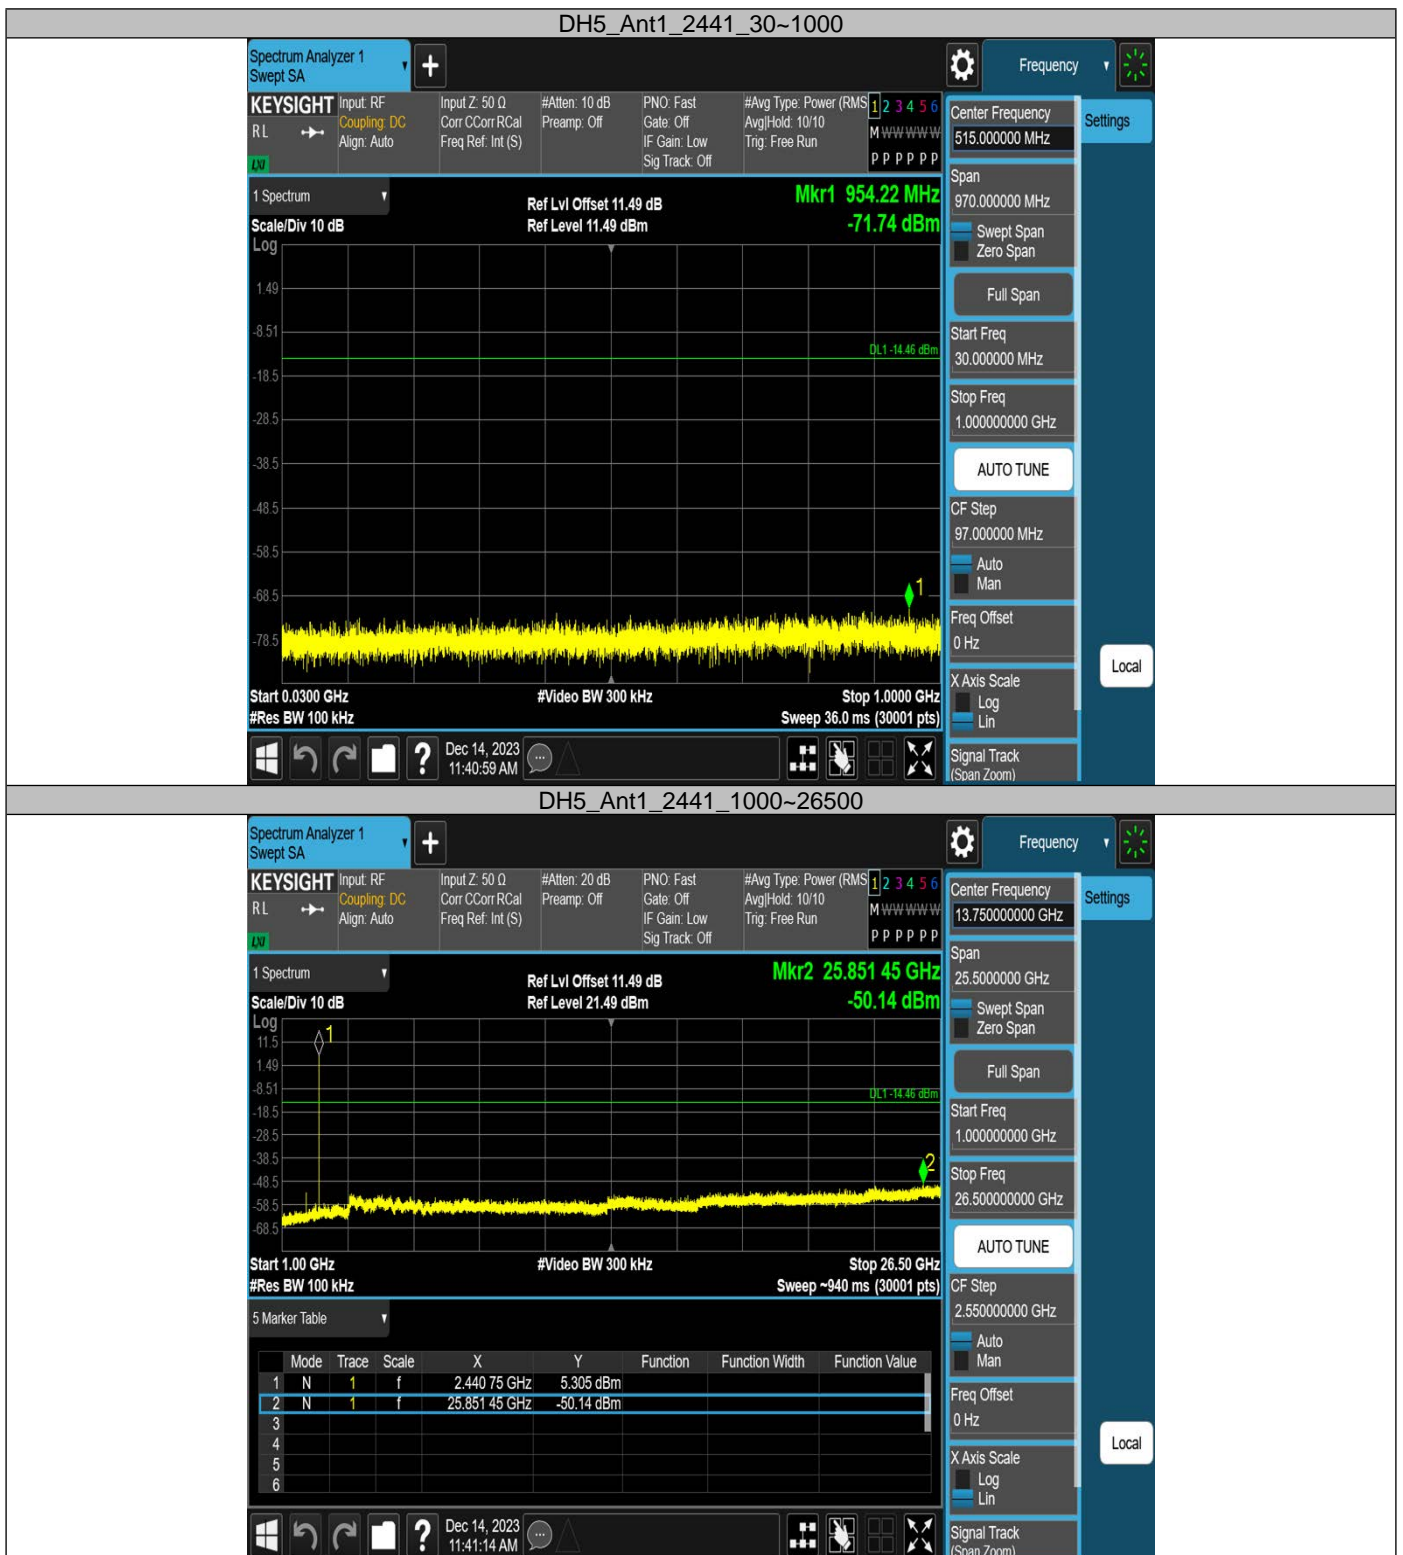 DH5_Ant1_2441_30~1000
Spectrum Analyzer 1
Swept SA
Frequency
KEYSIGHT
RL
LXI
Input: RF
Coupling: DC
Align: Auto
Input Z: 50 Ω
Corr CCorr RCal
Freq Ref: Int (S)
#Atten: 10 dB
Preamp: Off
PNO: Fast
Gate: Off
IF Gain: Low
Sig Track: Off
#Avg Type: Power (RMS
Avg|Hold: 10/10
Trig: Free Run
1 2 3 4 5 6
M W W W W W
P P P P P P
1 Spectrum
Scale/Div 10 dB
Ref Lvl Offset 11.49 dB
Ref Level 11.49 dBm
Mkr1 954.22 MHz
-71.74 dBm
Log
1.49
-8.51
DL1 -14.46 dBm
-18.5
-28.5
-38.5
-48.5
-58.5
1
-68.5
-78.5
Start 0.0300 GHz
#Video BW 300 kHz
Stop 1.0000 GHz
#Res BW 100 kHz
Sweep 36.0 ms (30001 pts)
?
Dec 14, 2023
11:40:59 AM
Center Frequency
515.000000 MHz
Settings
Span
970.000000 MHz
Swept Span
Zero Span
Full Span
Start Freq
30.000000 MHz
Stop Freq
1.000000000 GHz
AUTO TUNE
CF Step
97.000000 MHz
Auto
Man
Freq Offset
0 Hz
Local
X Axis Scale
Log
Lin
Signal Track
(Span Zoom)
DH5_Ant1_2441_1000~26500
Spectrum Analyzer 1
Swept SA
Frequency
KEYSIGHT
RL
LXI
Input: RF
Coupling: DC
Align: Auto
Input Z: 50 Ω
Corr CCorr RCal
Freq Ref: Int (S)
#Atten: 20 dB
Preamp: Off
PNO: Fast
Gate: Off
IF Gain: Low
Sig Track: Off
#Avg Type: Power (RMS
Avg|Hold: 10/10
Trig: Free Run
1 2 3 4 5 6
M W W W W W
P P P P P P
1 Spectrum
Scale/Div 10 dB
Ref Lvl Offset 11.49 dB
Ref Level 21.49 dBm
Mkr2 25.851 45 GHz
-50.14 dBm
Log
1
11.5
1.49
-8.51
DL1 -14.46 dBm
-18.5
-28.5
-38.5
2
-48.5
-58.5
-68.5
Start 1.00 GHz
#Video BW 300 kHz
Stop 26.50 GHz
#Res BW 100 kHz
Sweep ~940 ms (30001 pts)
5 Marker Table
Mode Trace Scale X Y Function Function Width Function Value
1 N 1 f 2.440 75 GHz 5.305 dBm
2 N 1 f 25.851 45 GHz -50.14 dBm
3
4
5
6
?
Dec 14, 2023
11:41:14 AM
Center Frequency
13.750000000 GHz
Settings
Span
25.5000000 GHz
Swept Span
Zero Span
Full Span
Start Freq
1.000000000 GHz
Stop Freq
26.500000000 GHz
AUTO TUNE
CF Step
2.550000000 GHz
Auto
Man
Freq Offset
0 Hz
Local
X Axis Scale
Log
Lin
Signal Track
(Span Zoom)